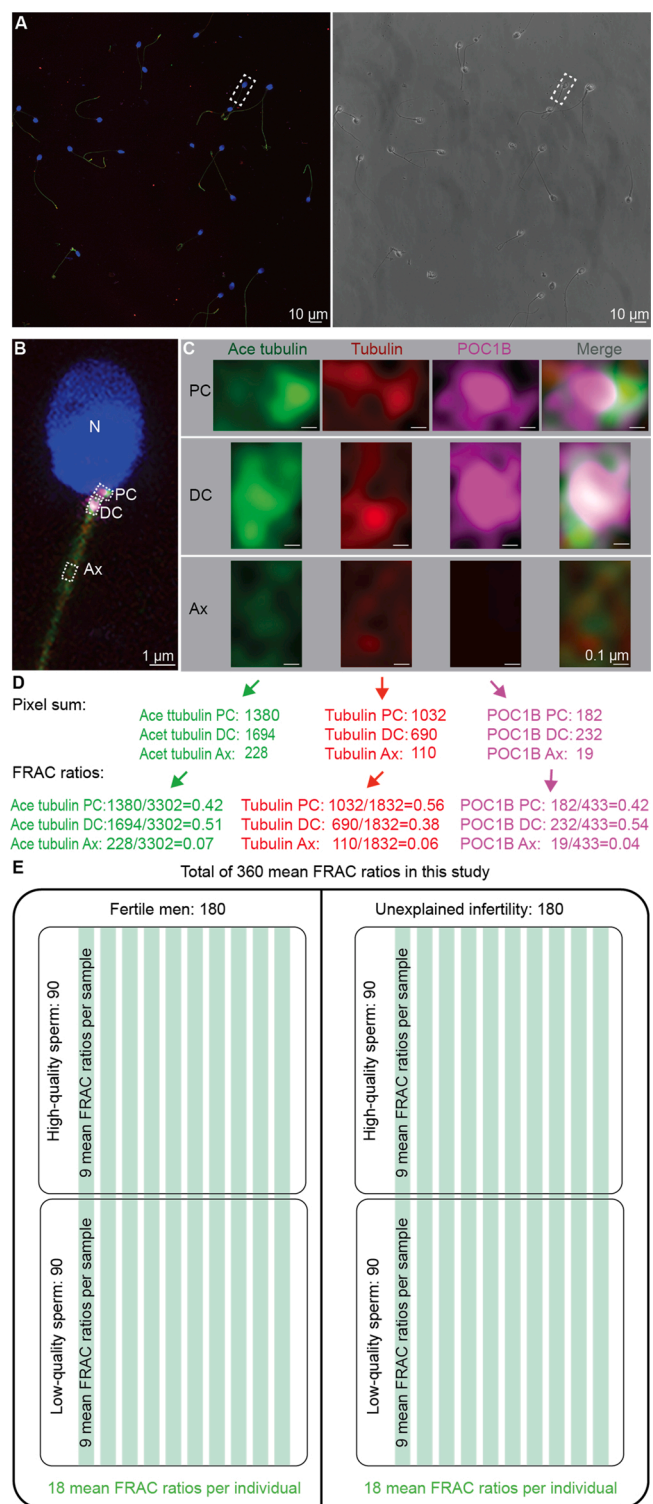 A
10 μm
10 μm
B
N
PC
DC
Ax
1 μm
C
Ace tubulin Tubulin POC1B Merge
PC
DC
Ax
0.1 μm
D
Pixel sum:
Ace ttubulin PC: 1380 Tubulin PC: 1032 POC1B PC: 182
Acet tubulin DC: 1694 Tubulin DC: 690 POC1B DC: 232
Acet tubulin Ax: 228 Tubulin Ax: 110 POC1B Ax: 19
FRAC ratios:
Ace tubulin PC:1380/3302=0.42 Tubulin PC: 1032/1832=0.56 POC1B PC: 182/433=0.42
Ace tubulin DC:1694/3302=0.51 Tubulin DC: 690/1832=0.38 POC1B DC: 232/433=0.54
Ace tubulin Ax: 228/3302=0.07 Tubulin Ax: 110/1832=0.06 POC1B Ax: 19/433=0.04
E
Total of 360 mean FRAC ratios in this study
Fertile men: 180
High-quality sperm: 90
9 mean FRAC ratios per sample
Low-quality sperm: 90
9 mean FRAC ratios per sample
18 mean FRAC ratios per individual
Unexplained infertility: 180
High-quality sperm: 90
9 mean FRAC ratios per sample
Low-quality sperm: 90
9 mean FRAC ratios per sample
18 mean FRAC ratios per individual